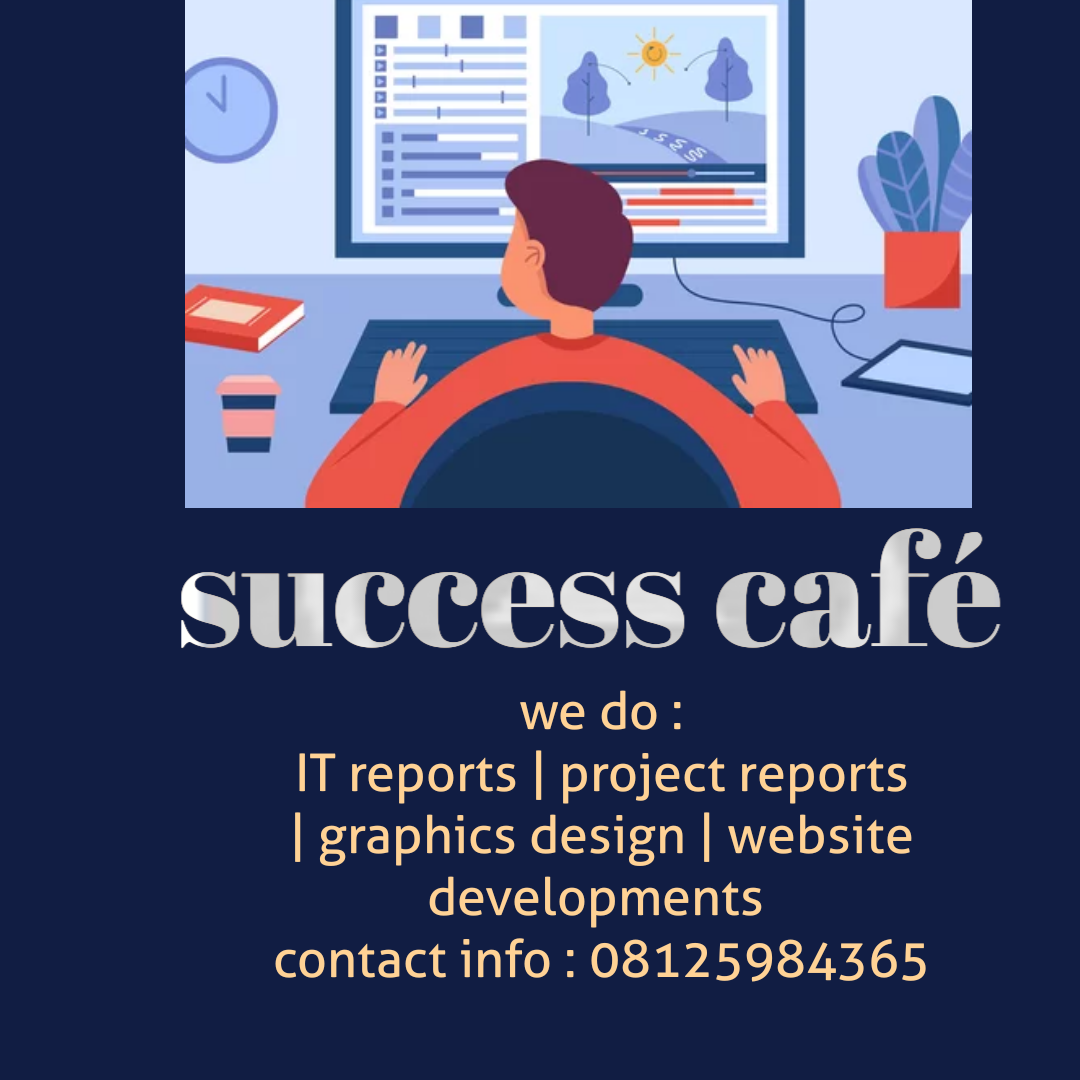 success café
we do :
IT reports | project reports
| graphics design | website
developments
contact info : 08125984365